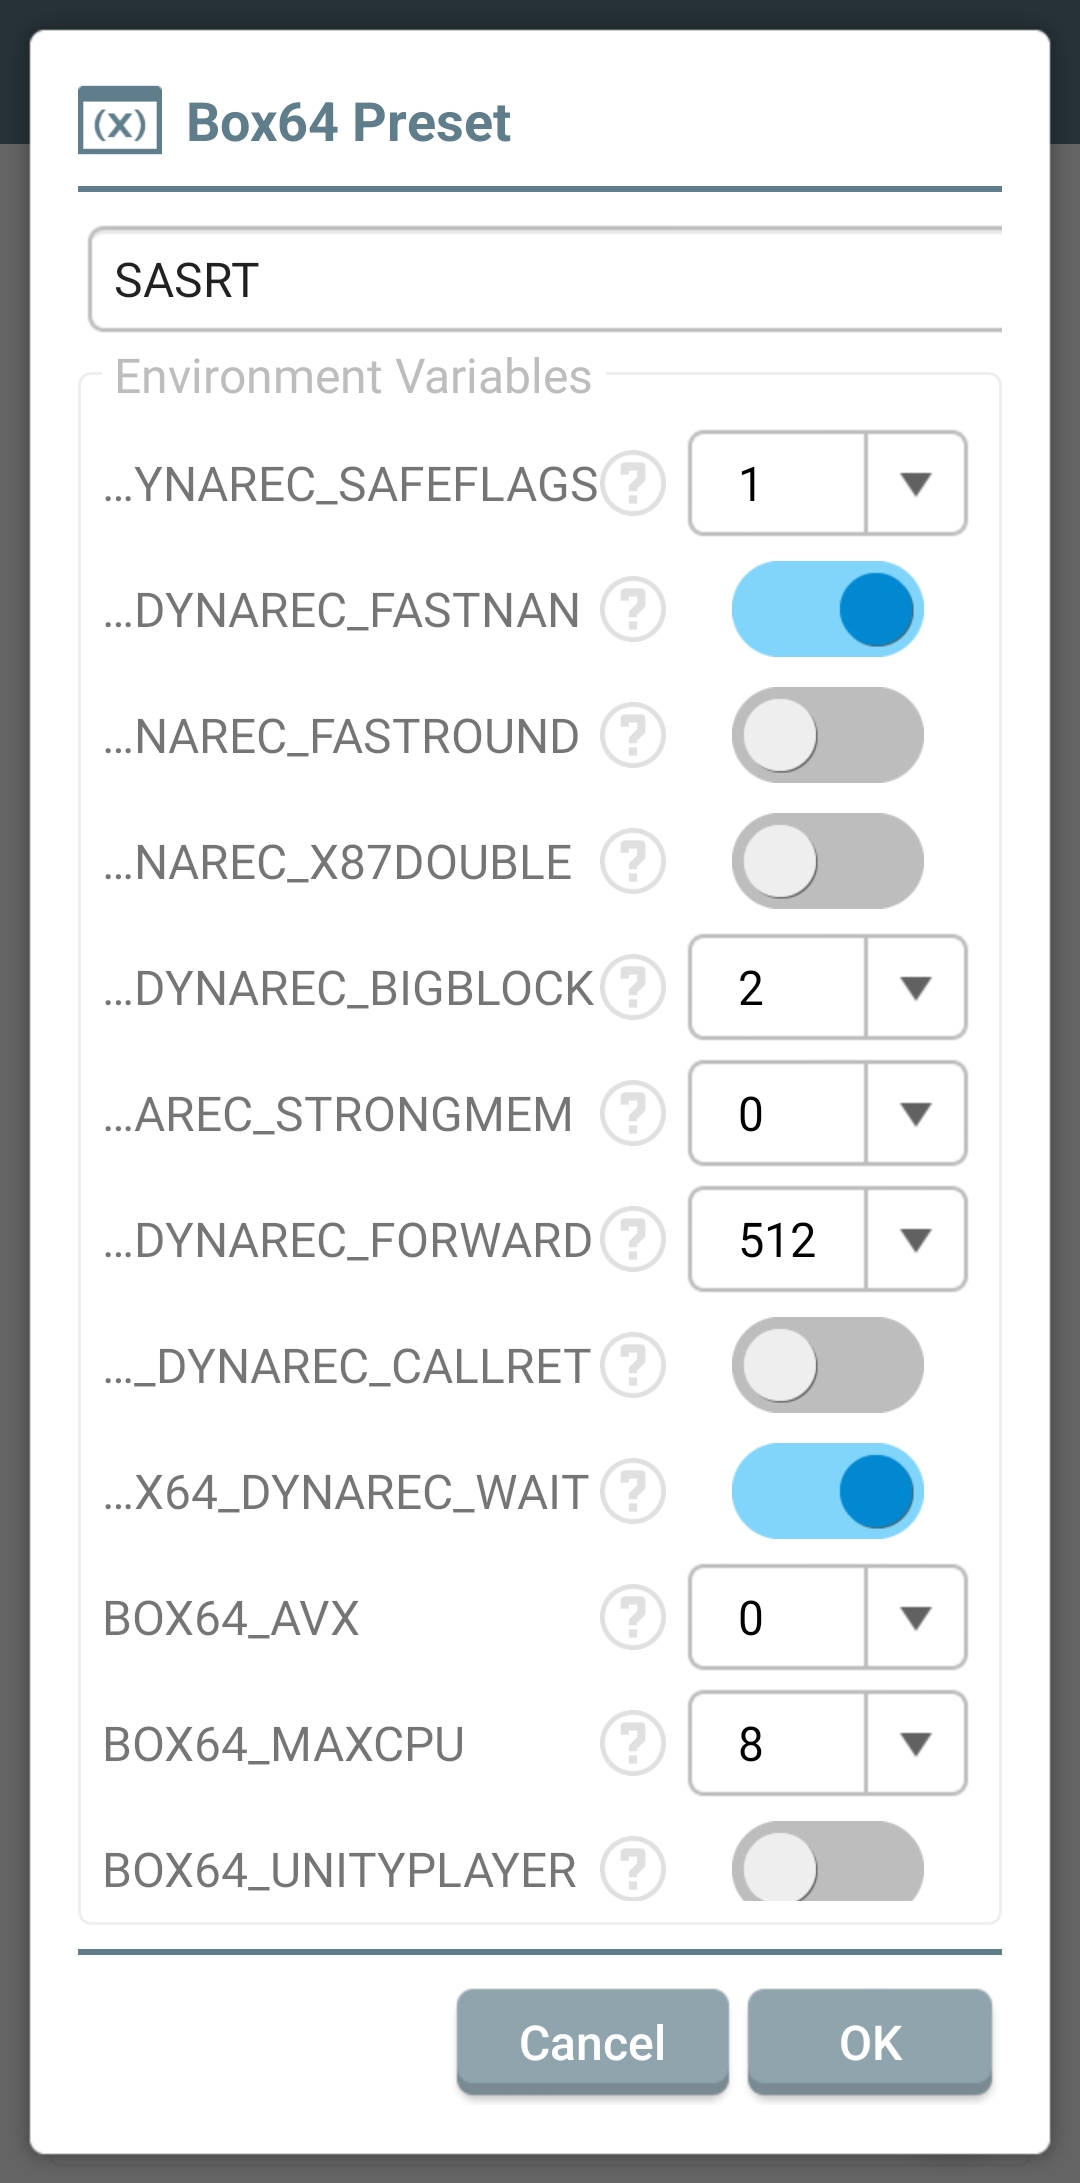 (x) Box64 Preset
SASRT
Environment Variables
...YNAREC_SAFEFLAGS ? 1
...DYNAREC_FASTNAN ?
...NAREC_FASTROUND ?
...NAREC_X87DOUBLE ?
...DYNAREC_BIGBLOCK ? 2
...AREC_STRONGMEM ? 0
...DYNAREC_FORWARD ? 512
..._DYNAREC_CALLRET ?
...X64_DYNAREC_WAIT ?
BOX64_AVX ? 0
BOX64_MAXCPU ? 8
BOX64_UNITYPLAYER ?
Cancel OK